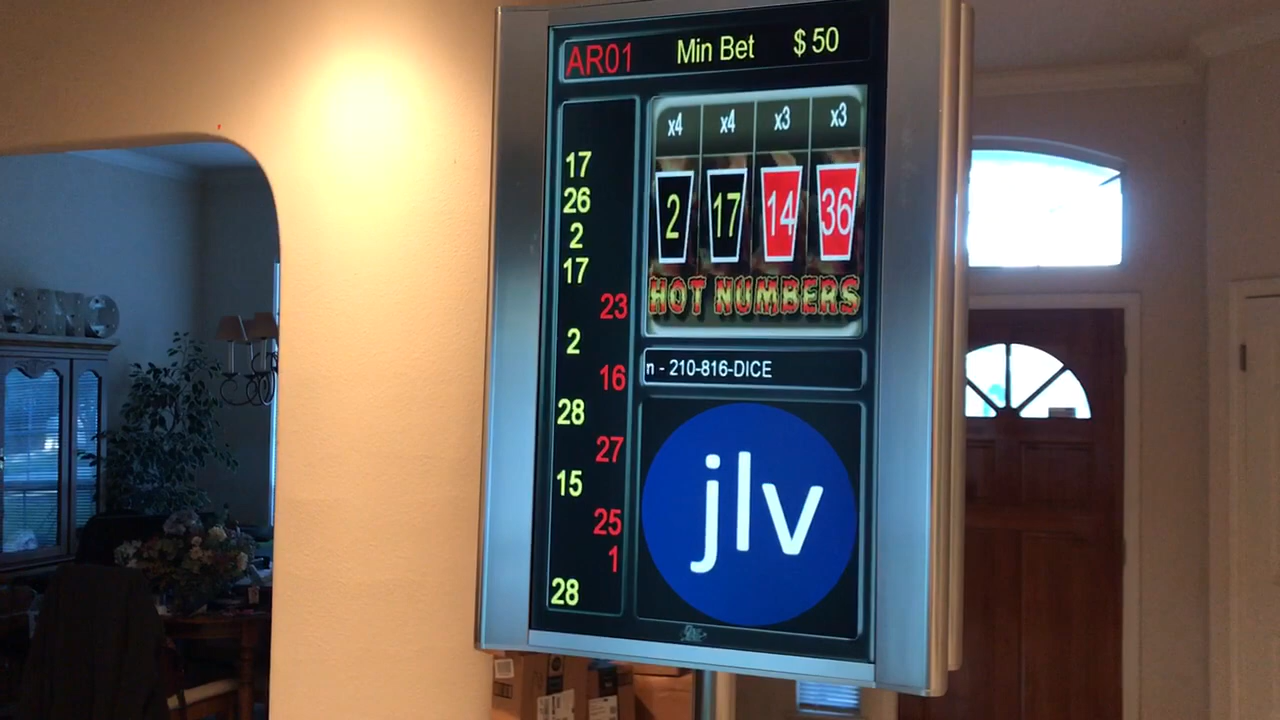 AR01 Min Bet $50
x4 x4 x3 x3
2 17 14 36
HOT NUMBERS
n - 210-816-DICE
jlv
17
26
2
17
23
2
16
28
27
15
25
1
28